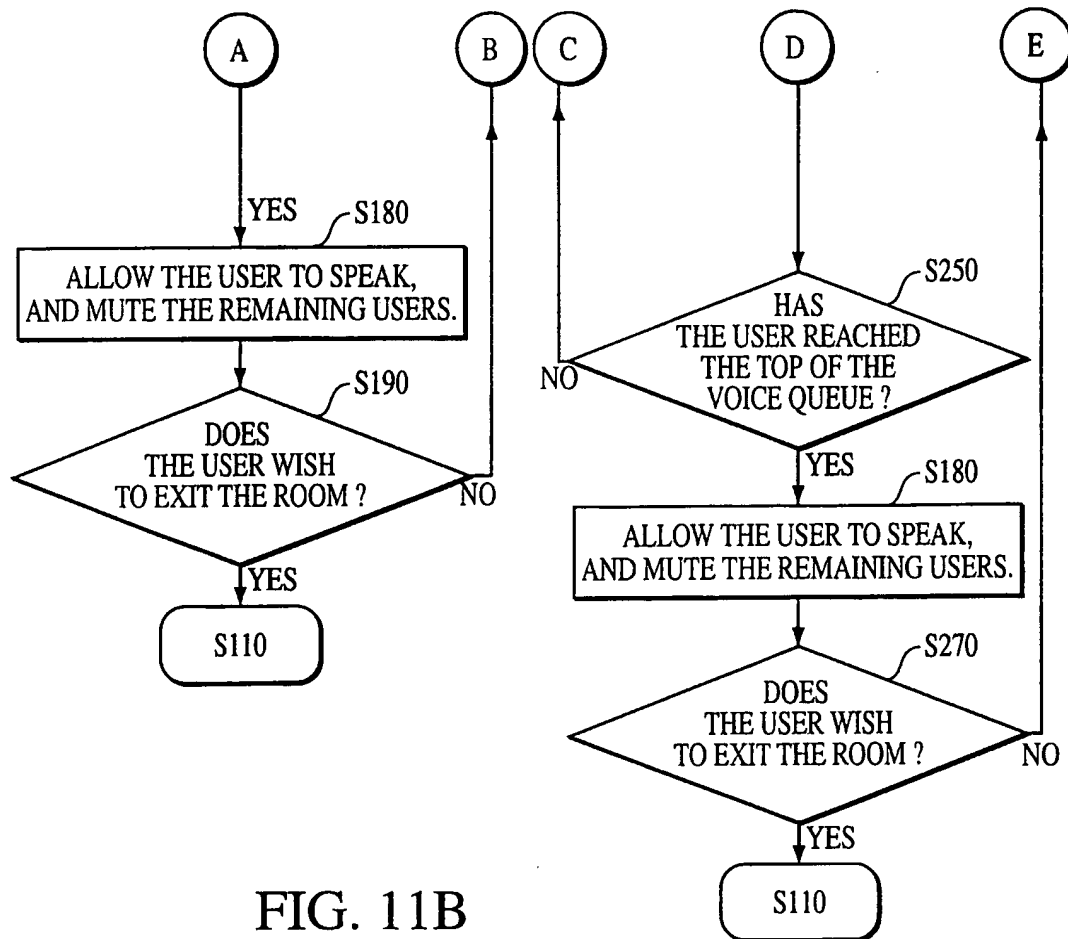 A
B
C
D
E
YES
S180
ALLOW THE USER TO SPEAK,
AND MUTE THE REMAINING USERS.
S190
DOES
THE USER WISH
TO EXIT THE ROOM ?
NO
YES
S110
S250
HAS
THE USER REACHED
THE TOP OF THE
VOICE QUEUE ?
NO
YES
S180
ALLOW THE USER TO SPEAK,
AND MUTE THE REMAINING USERS.
S270
DOES
THE USER WISH
TO EXIT THE ROOM ?
NO
YES
S110
FIG. 11B